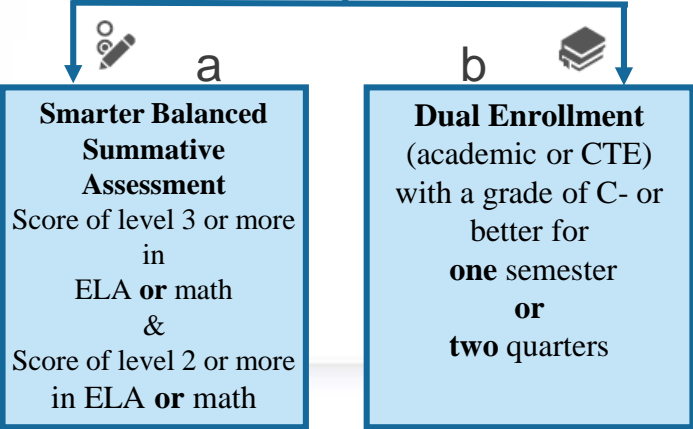 a
Smarter Balanced
Summative
Assessment
Score of level 3 or more
in
ELA or math
&
Score of level 2 or more
in ELA or math
b
Dual Enrollment
(academic or CTE)
with a grade of C- or
better for
one semester
or
two quarters